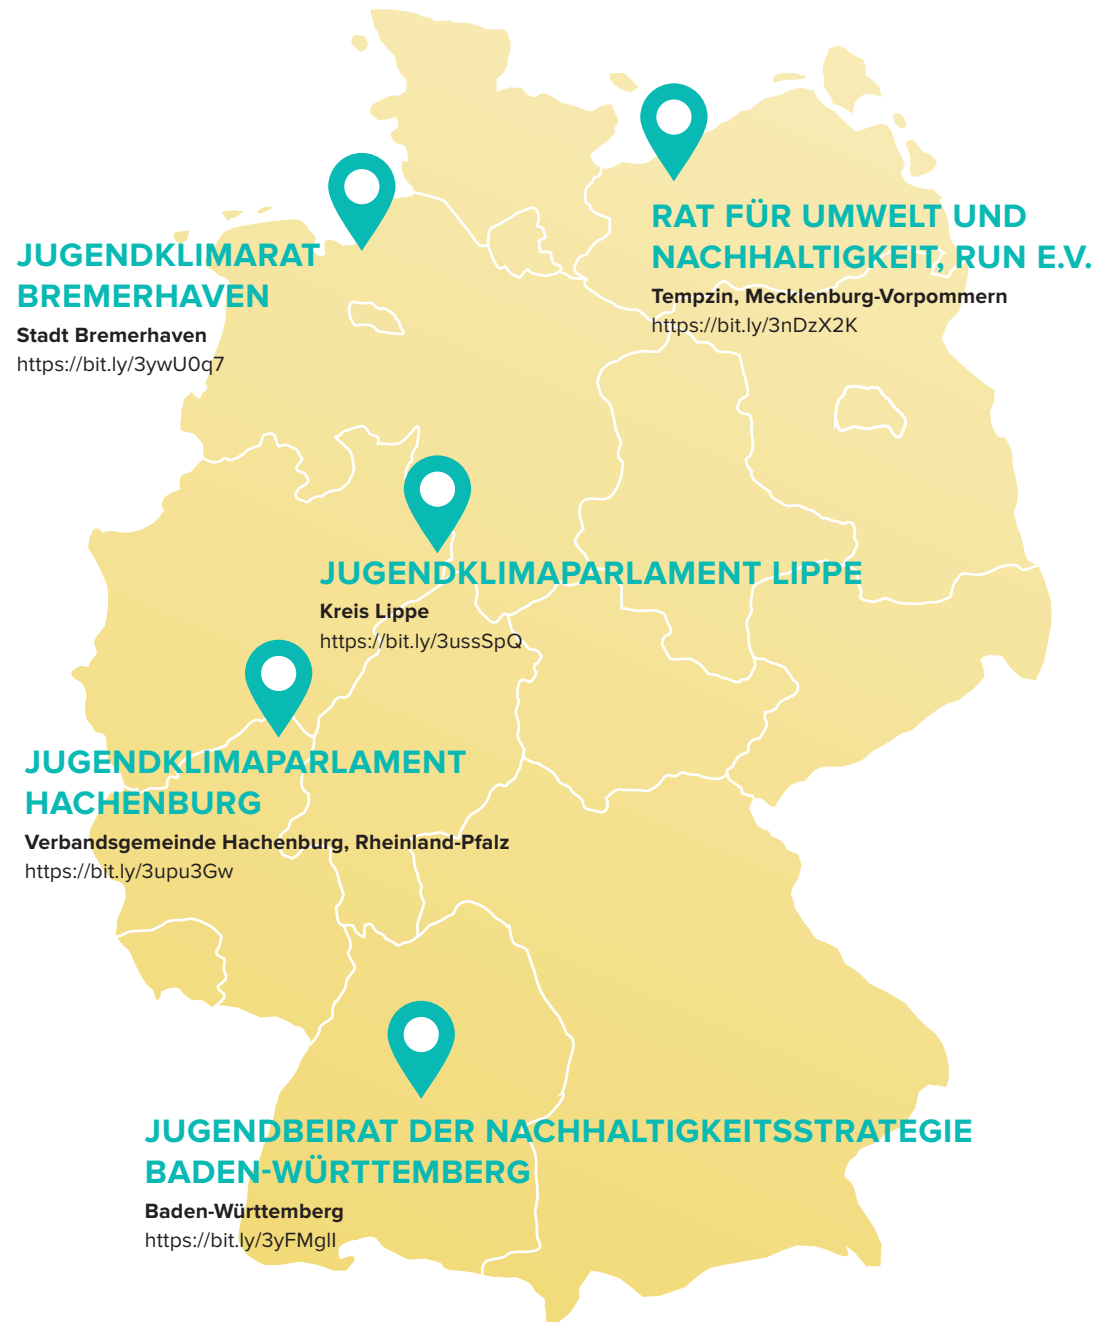 JUGENDKLIMARAT
BREMERHAVEN
Stadt Bremerhaven
https://bit.ly/3ywU0q7
RAT FÜR UMWELT UND
NACHHALTIGKEIT, RUN E.V.
Tempzin, Mecklenburg-Vorpommern
https://bit.ly/3nDzX2K
JUGENDKLIMAPARLAMENT LIPPE
Kreis Lippe
https://bit.ly/3ussSpQ
JUGENDKLIMAPARLAMENT
HACHENBURG
Verbandsgemeinde Hachenburg, Rheinland-Pfalz
https://bit.ly/3upu3Gw
JUGENDBEIRAT DER NACHHALTIGKEITSSTRATEGIE
BADEN-WÜRTTEMBERG
Baden-Württemberg
https://bit.ly/3yFMglI